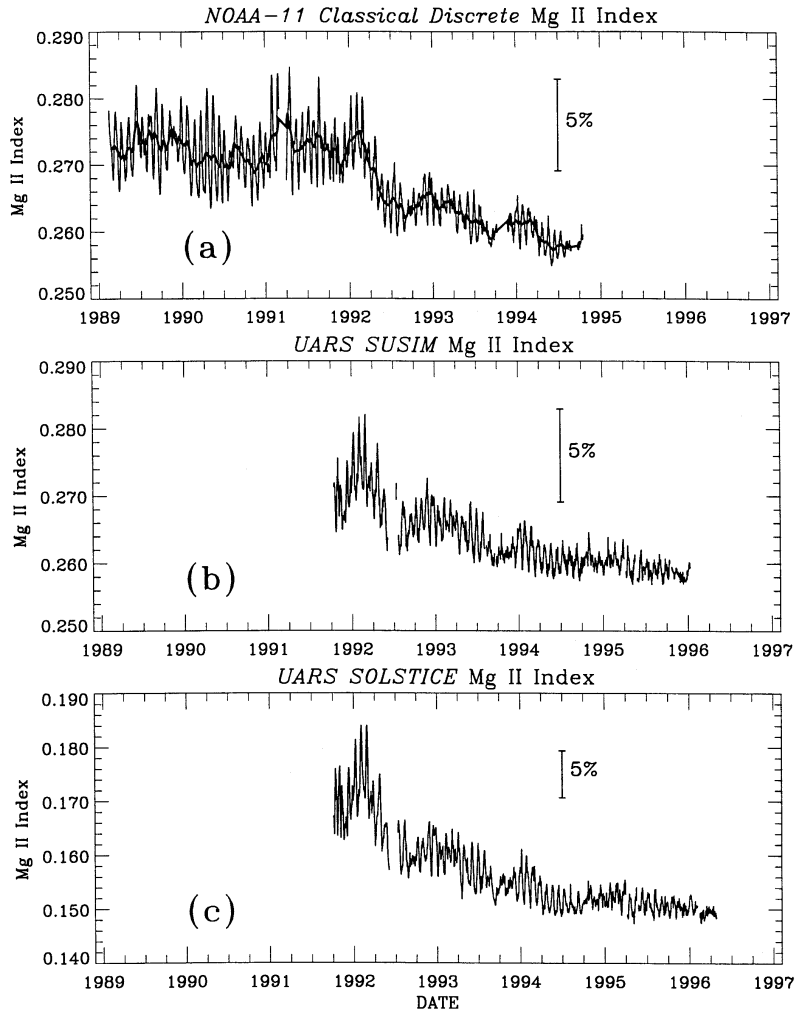 NOAA-11 Classical Discrete Mg II Index
0.290
0.280
0.270
0.260
0.250
Mg II Index
5%
(a)
1989 1990 1991 1992 1993 1994 1995 1996 1997
UARS SUSIM Mg II Index
0.290
0.280
0.270
0.260
0.250
Mg II Index
5%
(b)
1989 1990 1991 1992 1993 1994 1995 1996 1997
UARS SOLSTICE Mg II Index
0.190
0.180
0.170
0.160
0.150
0.140
Mg II Index
5%
(c)
1989 1990 1991 1992 1993 1994 1995 1996 1997
DATE